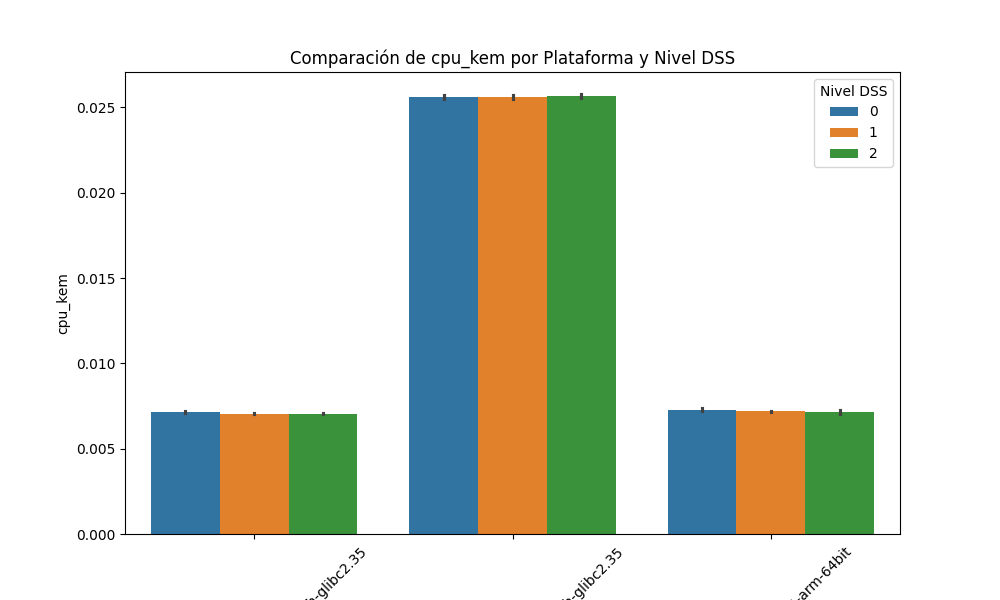 Comparación de cpu_kem por Plataforma y Nivel DSS
cpu_kem
0.025
0.020
0.015
0.010
0.005
0.000
Nivel DSS
0
1
2
-glibc2.35
-glibc2.35
-arm-64bit